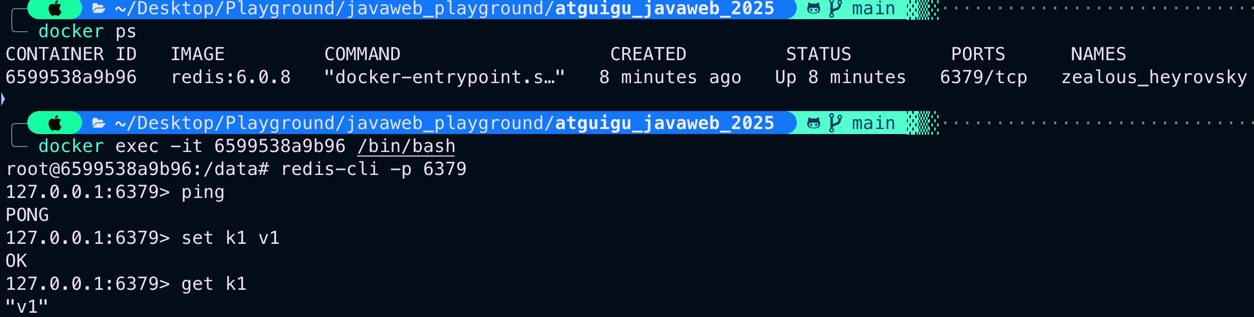 ~/Desktop/Playground/javaweb_playground/atguigu_javaweb_2025 main
docker ps
CONTAINER ID IMAGE COMMAND CREATED STATUS PORTS NAMES
6599538a9b96 redis:6.0.8 "docker-entrypoint.s…" 8 minutes ago Up 8 minutes 6379/tcp zealous_heyrovsky
~/Desktop/Playground/javaweb_playground/atguigu_javaweb_2025 main
docker exec -it 6599538a9b96 /bin/bash
root@6599538a9b96:/data# redis-cli -p 6379
127.0.0.1:6379> ping
PONG
127.0.0.1:6379> set k1 v1
OK
127.0.0.1:6379> get k1
"v1"